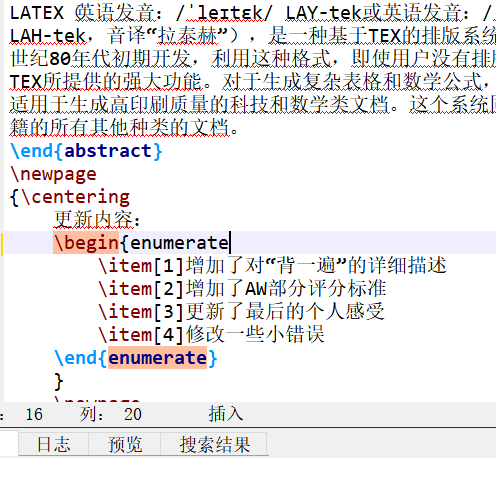 LATEX（英语发音：/ˈleɪtɛk/ LAY-tek或英语发音：/
LAH-tek，音译“拉泰赫”），是一种基于TEX的排版系统
世纪80年代初期开发，利用这种格式，即使用户没有排版
TEX所提供的强大功能。对于生成复杂表格和数学公式，
适用于生成高印刷质量的科技和数学类文档。这个系统同
籍的所有其他种类的文档。
\end{abstract}
\newpage
{\centering
更新内容：
\begin{enumerate
\item[1]增加了对“背一遍”的详细描述
\item[2]增加了AW部分评分标准
\item[3]更新了最后的个人感受
\item[4]修改一些小错误
\end{enumerate}
}
\newpage
： 16 列： 20 插入
日志 预览 搜索结果